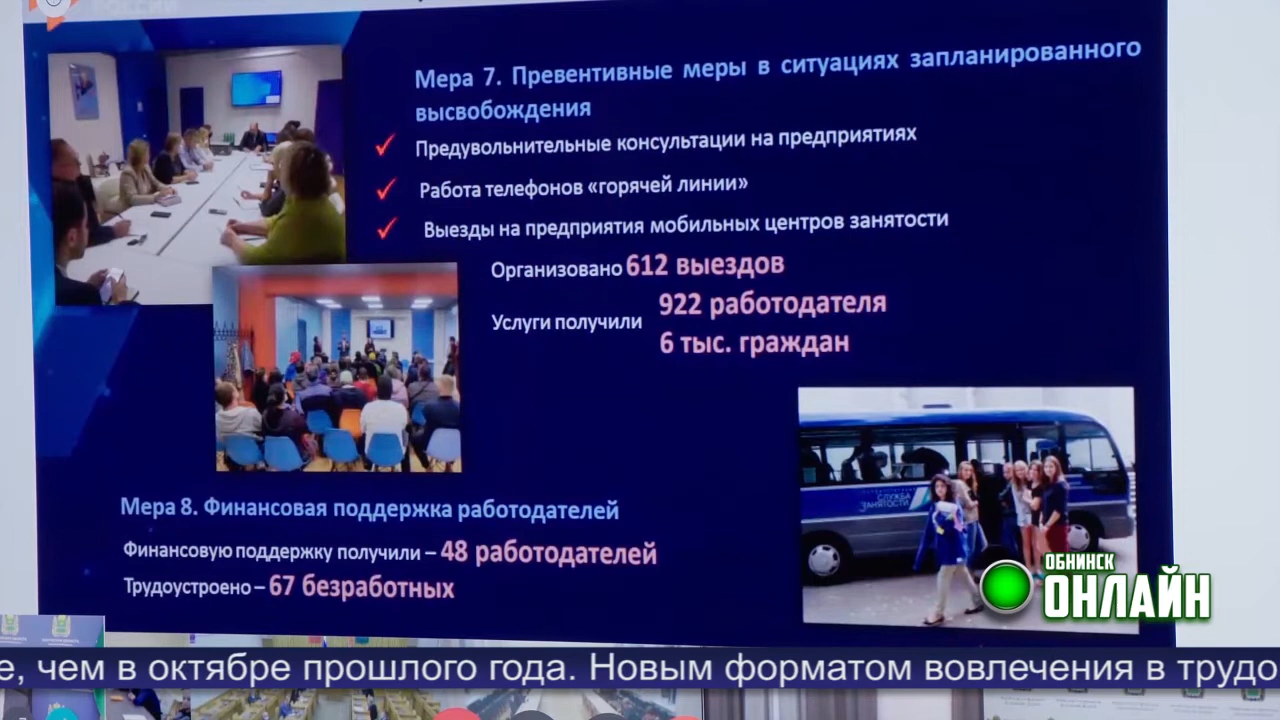 РОССИИ
Мера 7. Превентивные меры в ситуациях запланированного
высвобождения
Предувольнительные консультации на предприятиях
Работа телефонов «горячей линии»
Выезды на предприятия мобильных центров занятости
Организовано 612 выездов
Услуги получили
922 работодателя
6 тыс. граждан
СЛУЖБА
ЗАНЯТОСТИ
Мера 8. Финансовая поддержка работодателей
Финансовую поддержку получили – 48 работодателей
Трудоустроено – 67 безработных
ОБНИНСК
ОНЛАЙН
е, чем в октябре прошлого года. Новым форматом вовлечения в трудо